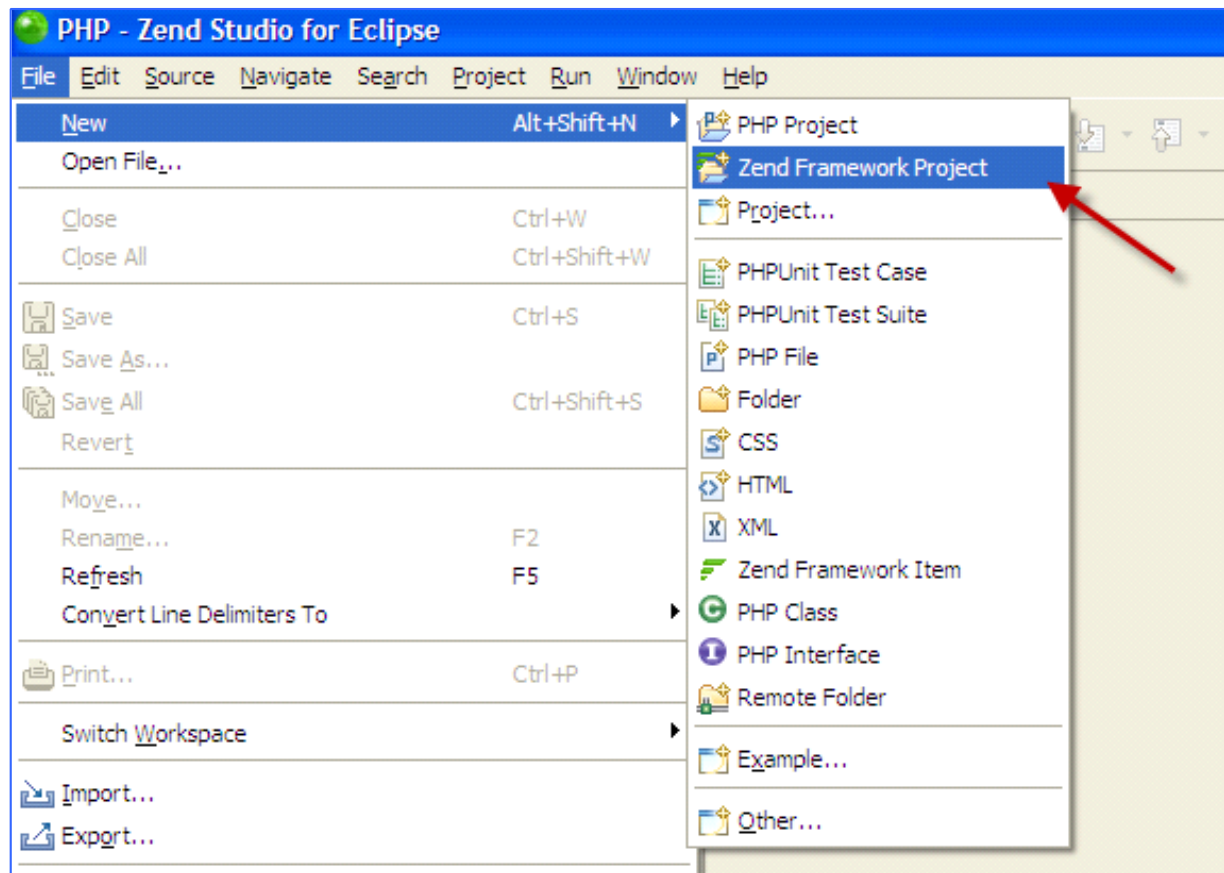 PHP - Zend Studio for Eclipse
File Edit Source Navigate Search Project Run Window Help
New Alt+Shift+N
Open File...
Close Ctrl+W
Close All Ctrl+Shift+W
Save Ctrl+S
Save As...
Save All Ctrl+Shift+S
Revert
Move...
Rename... F2
Refresh F5
Convert Line Delimiters To
Print... Ctrl+P
Switch Workspace
Import...
Export...
PHP Project
Zend Framework Project
Project...
PHPUnit Test Case
PHPUnit Test Suite
PHP File
Folder
CSS
HTML
XML
Zend Framework Item
PHP Class
PHP Interface
Remote Folder
Example...
Other...